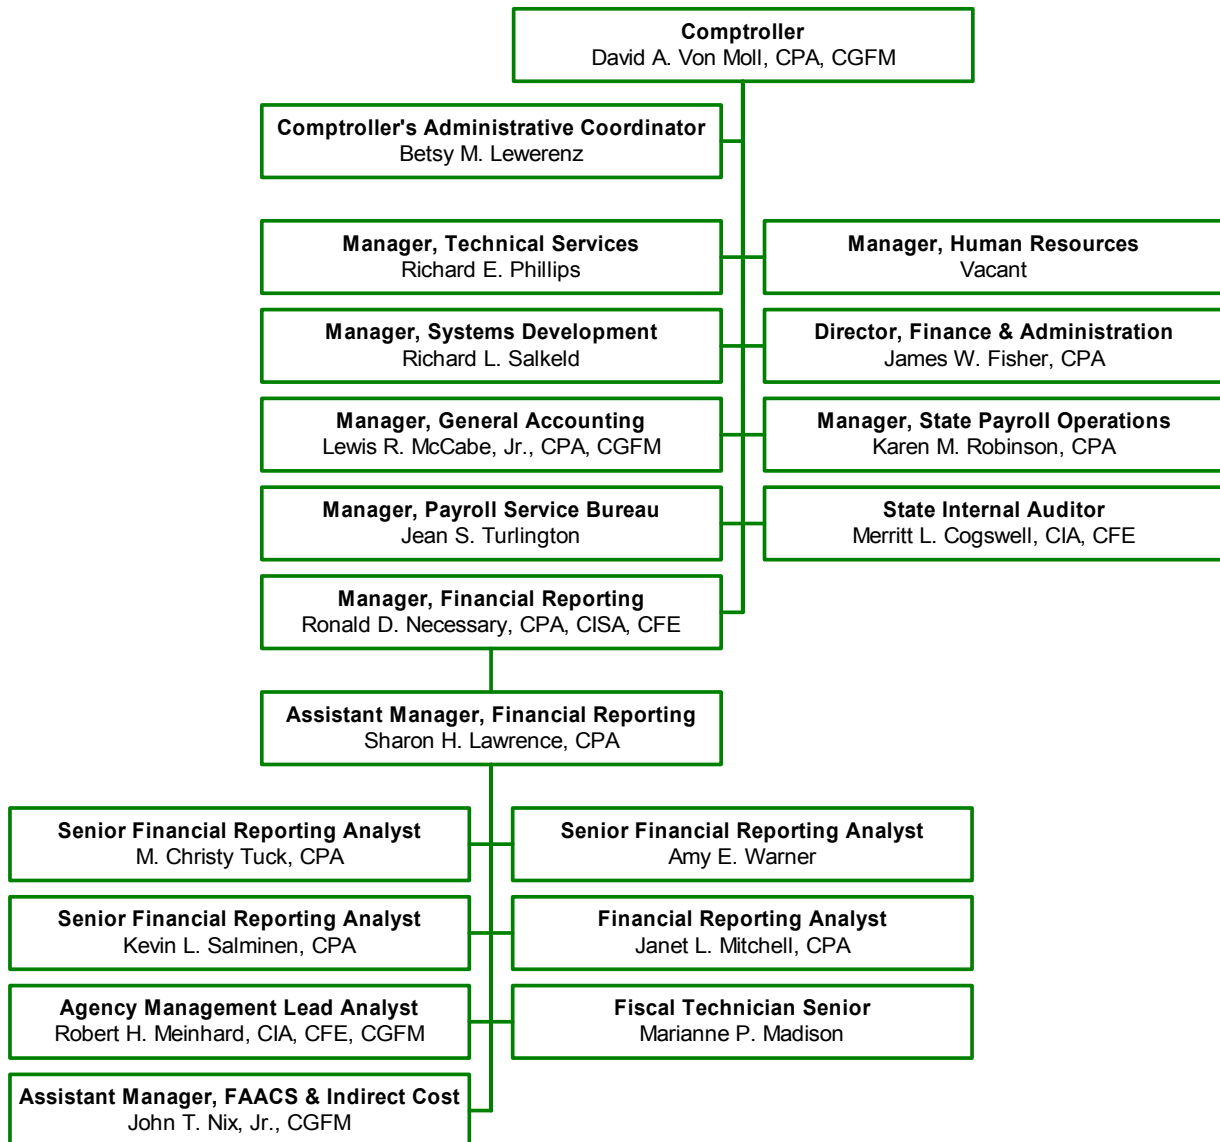 Comptroller
David A. Von Moll, CPA, CGFM
Comptroller's Administrative Coordinator
Betsy M. Lewerenz
Manager, Technical Services
Richard E. Phillips
Manager, Human Resources
Vacant
Manager, Systems Development
Richard L. Salkeld
Director, Finance & Administration
James W. Fisher, CPA
Manager, General Accounting
Lewis R. McCabe, Jr., CPA, CGFM
Manager, State Payroll Operations
Karen M. Robinson, CPA
Manager, Payroll Service Bureau
Jean S. Turlington
State Internal Auditor
Merritt L. Cogswell, CIA, CFE
Manager, Financial Reporting
Ronald D. Necessary, CPA, CISA, CFE
Assistant Manager, Financial Reporting
Sharon H. Lawrence, CPA
Senior Financial Reporting Analyst
M. Christy Tuck, CPA
Senior Financial Reporting Analyst
Amy E. Warner
Senior Financial Reporting Analyst
Kevin L. Salminen, CPA
Financial Reporting Analyst
Janet L. Mitchell, CPA
Agency Management Lead Analyst
Robert H. Meinhard, CIA, CFE, CGFM
Fiscal Technician Senior
Marianne P. Madison
Assistant Manager, FAACS & Indirect Cost
John T. Nix, Jr., CGFM